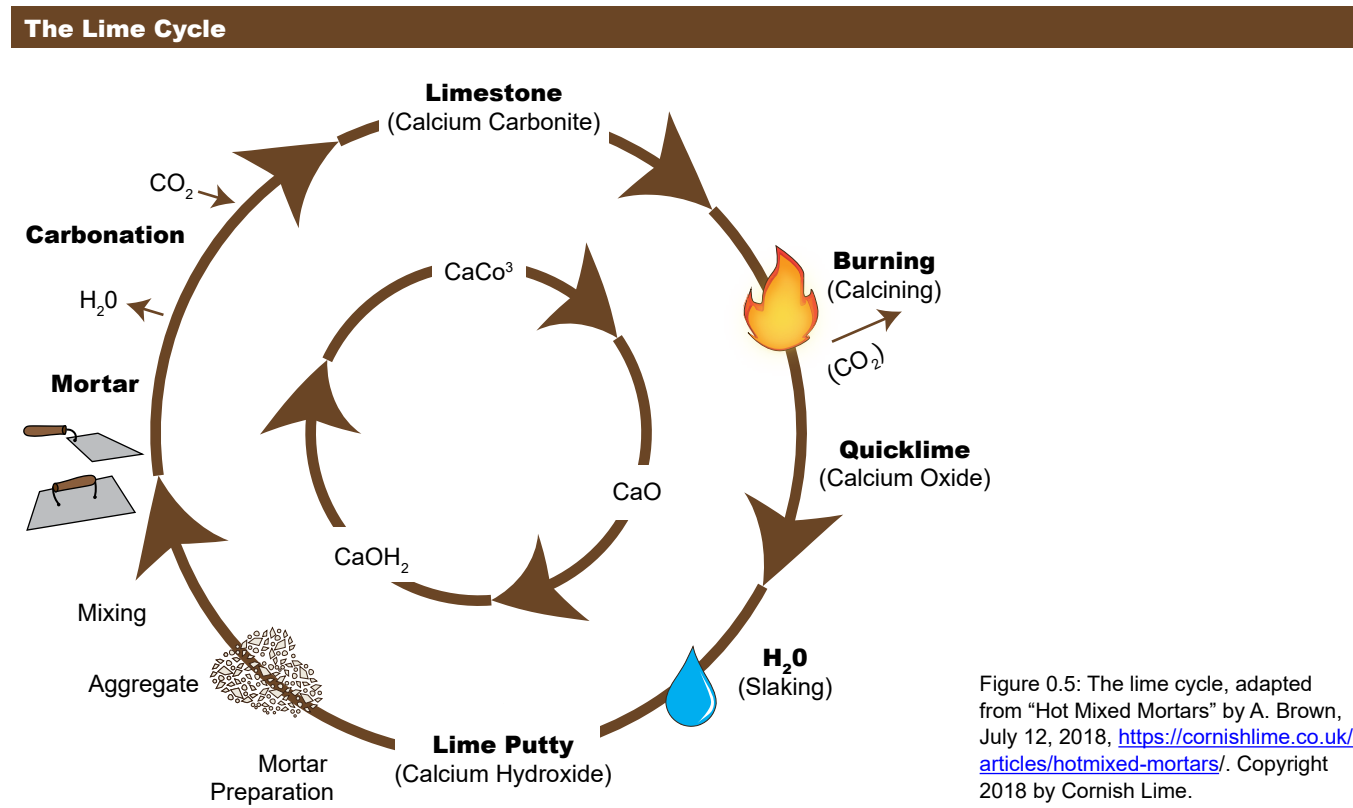 The Lime Cycle
Limestone
(Calcium Carbonite)
CO₂
Carbonation
H₂0
Mortar
CaCo³
Burning
(Calcining)
(CO₂)
Quicklime
(Calcium Oxide)
CaO
CaOH₂
Mixing
Aggregate
Mortar
Preparation
Lime Putty
(Calcium Hydroxide)
H₂0
(Slaking)
Figure 0.5: The lime cycle, adapted
from “Hot Mixed Mortars” by A. Brown,
July 12, 2018, https://cornishlime.co.uk/
articles/hotmixed-mortars/. Copyright
2018 by Cornish Lime.